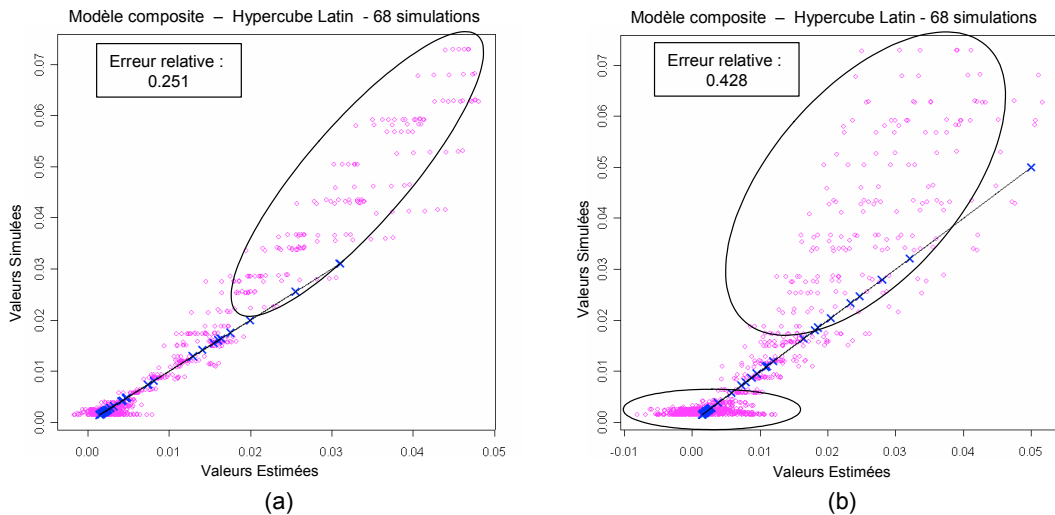 Modèle composite – Hypercube Latin - 68 simulations
Erreur relative :
0.251
Valeurs Simulées
0.07
0.06
0.05
0.04
0.03
0.02
0.01
0.00
0.00 0.01 0.02 0.03 0.04 0.05
Valeurs Estimées
(a)
Modèle composite – Hypercube Latin - 68 simulations
Erreur relative :
0.428
Valeurs Simulées
0.07
0.06
0.05
0.04
0.03
0.02
0.01
0.00
-0.01 0.00 0.01 0.02 0.03 0.04 0.05
Valeurs Estimées
(b)